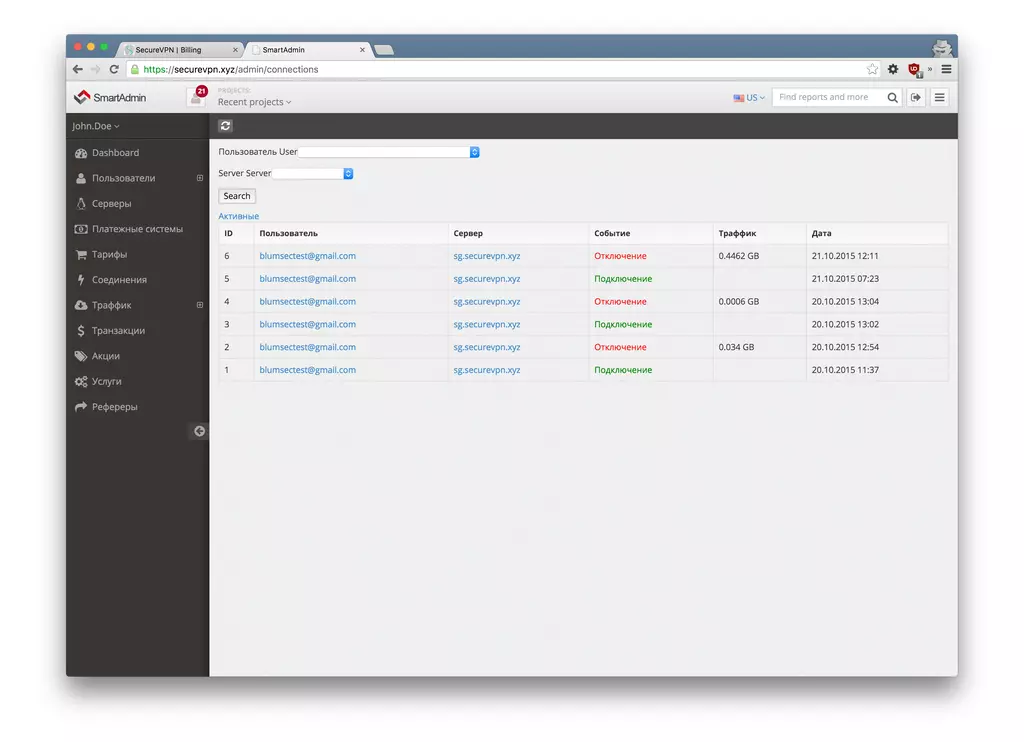 SecureVPN | Billing
SmartAdmin
https://securevpn.xyz/admin/connections
SmartAdmin
21
PROJECTS:
Recent projects
US
Find reports and more
John.Doe
Dashboard
Пользователи
Серверы
Платежные системы
Тарифы
Соединения
Траффик
Транзакции
Акции
Услуги
Рефереры
Пользователь User
Server Server
Search
Активные
ID Пользователь Сервер Событие Траффик Дата
6 blumsectest@gmail.com sg.securevpn.xyz Отключение 0.4462 GB 21.10.2015 12:11
5 blumsectest@gmail.com sg.securevpn.xyz Подключение 21.10.2015 07:23
4 blumsectest@gmail.com sg.securevpn.xyz Отключение 0.0006 GB 20.10.2015 13:04
3 blumsectest@gmail.com sg.securevpn.xyz Подключение 20.10.2015 13:02
2 blumsectest@gmail.com sg.securevpn.xyz Отключение 0.034 GB 20.10.2015 12:54
1 blumsectest@gmail.com sg.securevpn.xyz Подключение 20.10.2015 11:37